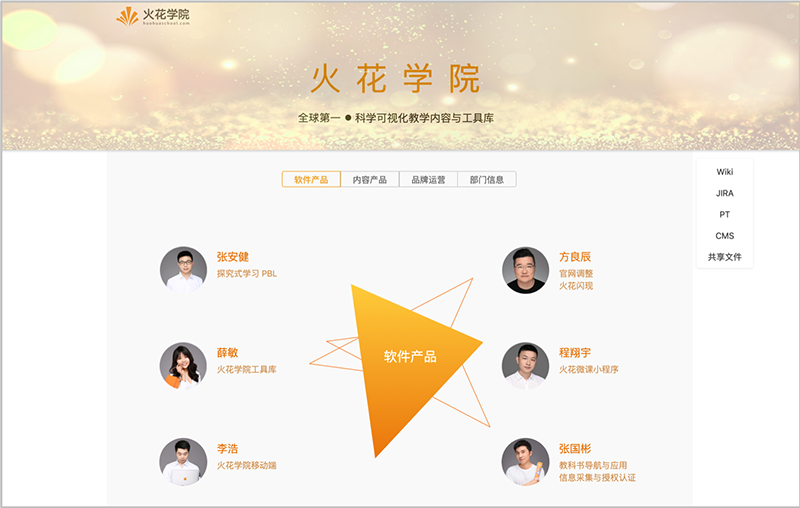 火花学院
huohuaschool.com
火花学院
全球第一 ● 科学可视化教学内容与工具库
软件产品
内容产品
品牌运营
部门信息
Wiki
JIRA
PT
CMS
共享文件
张安健
探究式学习 PBL
方良辰
官网调整
火花闪现
薛敏
火花学院工具库
软件产品
程翔宇
火花微课小程序
李浩
火花学院移动端
张国彬
教科书导航与应用
信息采集与授权认证